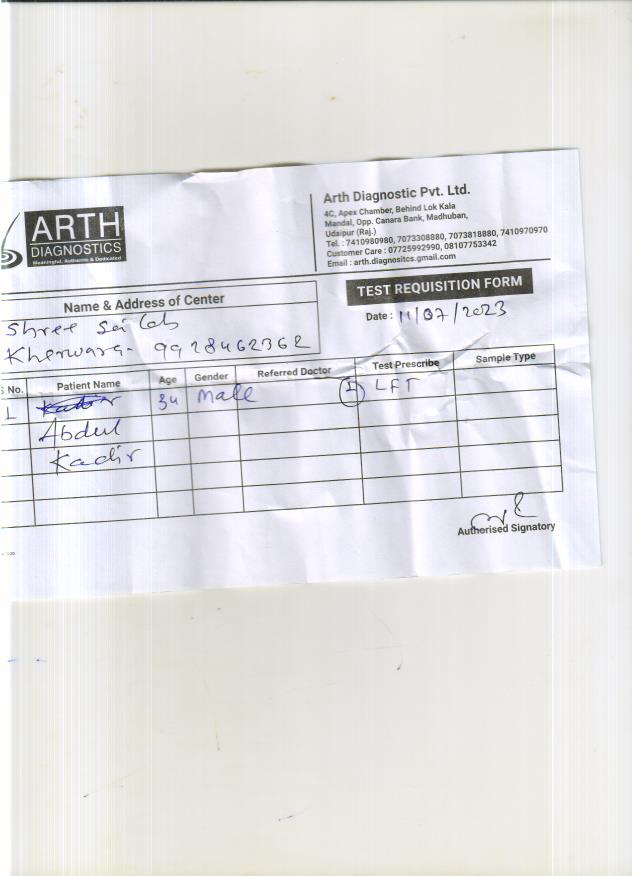 ARTH
DIAGNOSTICS
Meaningful, Authentic & Dedicated
Arth Diagnostic Pvt. Ltd.
4C, Apex Chamber, Behind Lok Kala
Mandal, Opp. Canara Bank, Madhuban,
Udaipur (Raj.)
Tel. : 7410980980, 7073308880, 7073818880, 7410970970
Customer Care : 07725992990, 08107753342
Email : arth.diagnositcs.gmail.com
TEST REQUISITION FORM
Date : 11/07/2023
Name & Address of Center
Shree Sai Lab
Kherwara- 9928462362
S No. Patient Name Age Gender Referred Doctor Test Prescribe Sample Type
1 34 Male 1 LFT
Abdul
Kadir
Authorised Signatory